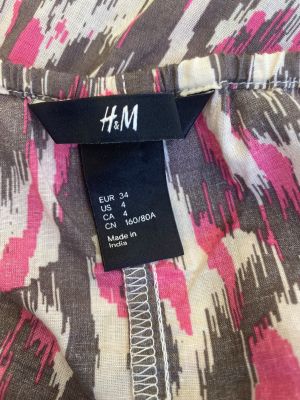 H&M
EUR 34
US 4
CA 4
CN 160/80A
Made in
India